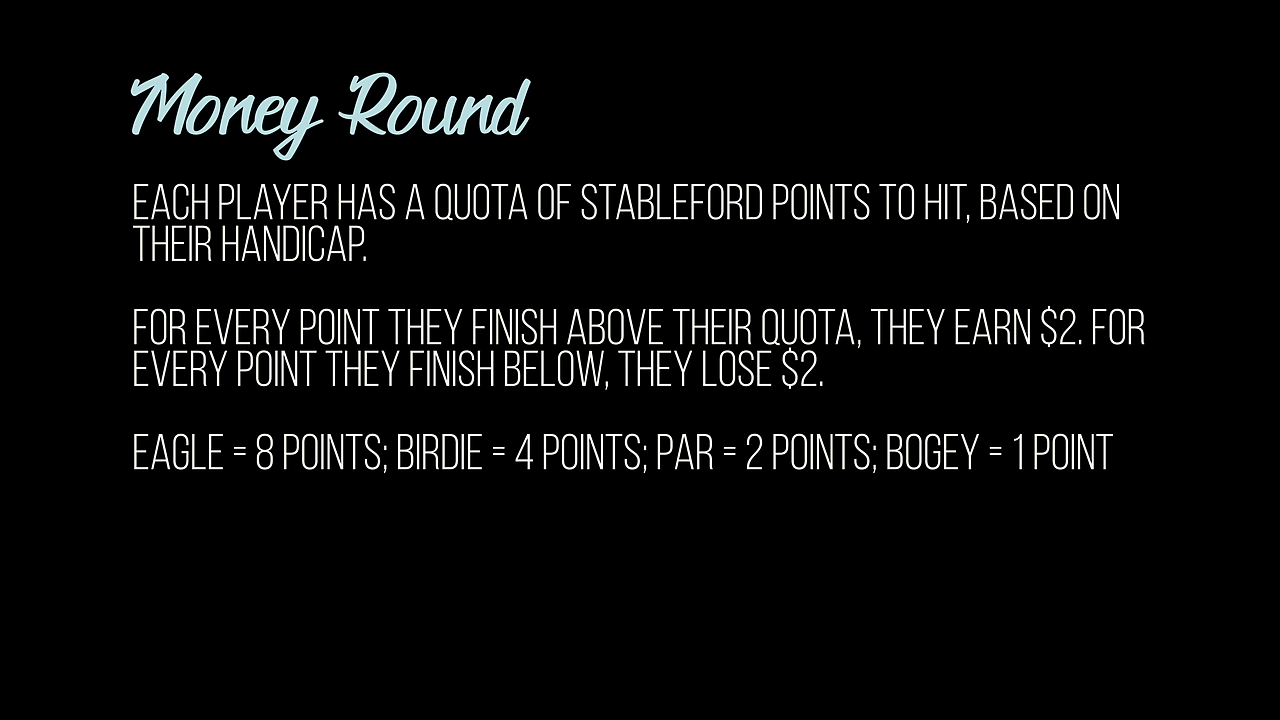 Money Round
EACH PLAYER HAS A QUOTA OF STABLEFORD POINTS TO HIT, BASED ON
THEIR HANDICAP.
FOR EVERY POINT THEY FINISH ABOVE THEIR QUOTA, THEY EARN $2. FOR
EVERY POINT THEY FINISH BELOW, THEY LOSE $2.
EAGLE = 8 POINTS; BIRDIE = 4 POINTS; PAR = 2 POINTS; BOGEY = 1 POINT